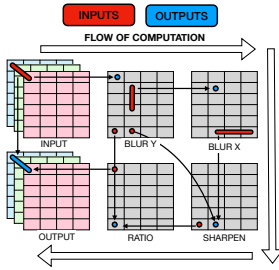 INPUTS OUTPUTS
FLOW OF COMPUTATION
INPUT BLUR Y BLUR X
OUTPUT RATIO SHARPEN